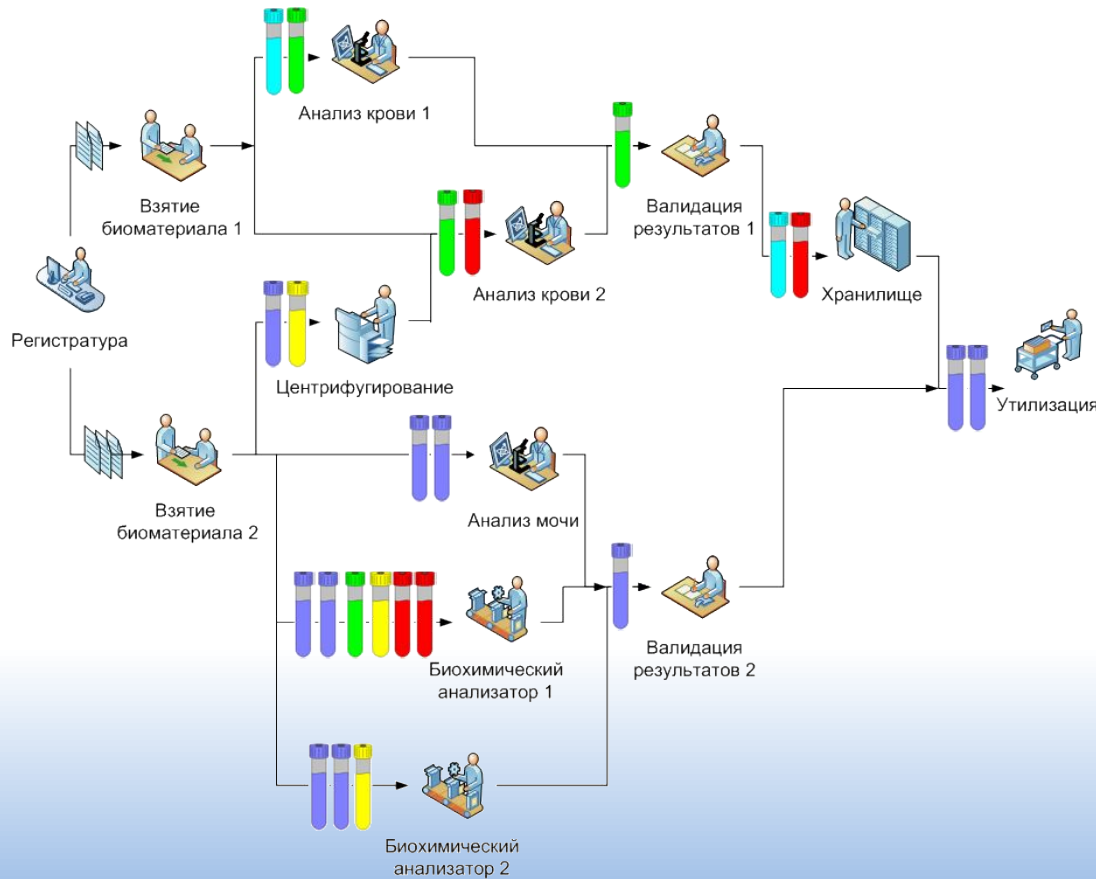 Анализ крови 1
Взятие
биоматериала 1
Валидация
результатов 1
Анализ крови 2
Хранилище
Регистратура
Центрифугирование
Утилизация
Взятие
биоматериала 2
Анализ мочи
Биохимический
анализатор 1
Валидация
результатов 2
Биохимический
анализатор 2